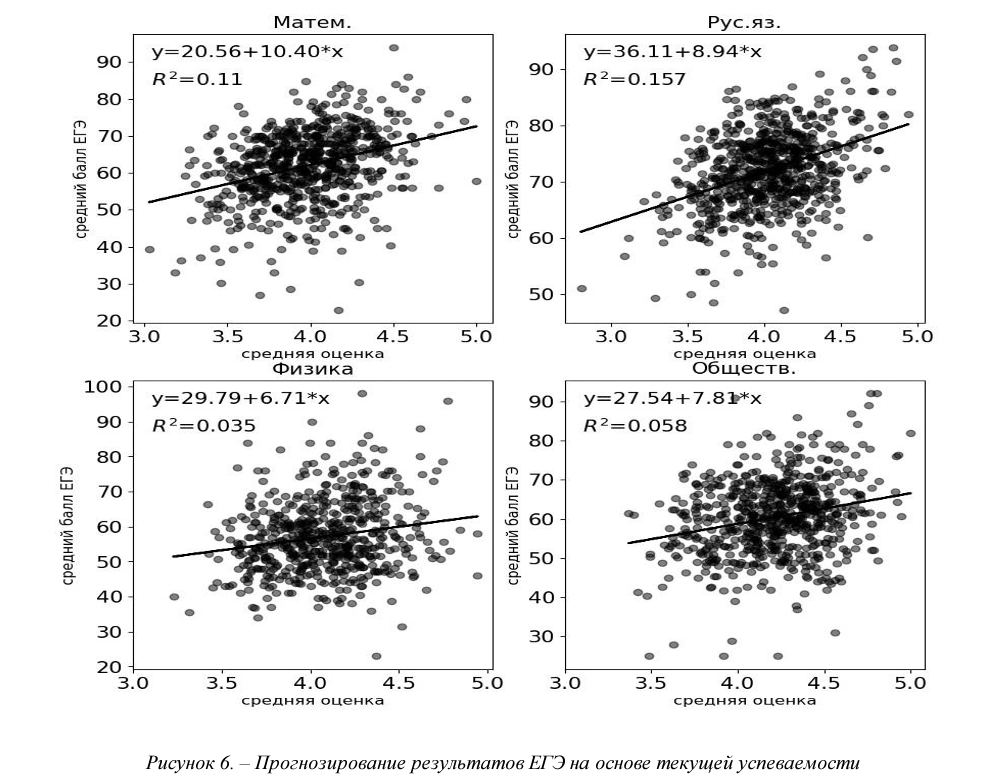 Матем.
y=20.56+10.40*x
R²=0.11
средний балл ЕГЭ
90
80
70
60
50
40
30
20
3.0 3.5 4.0 4.5 5.0
средняя оценка
Рус.яз.
y=36.11+8.94*x
R²=0.157
средний балл ЕГЭ
90
80
70
60
50
3.0 3.5 4.0 4.5 5.0
средняя оценка
Физика
y=29.79+6.71*x
R²=0.035
средний балл ЕГЭ
100
90
80
70
60
50
40
30
20
3.0 3.5 4.0 4.5 5.0
средняя оценка
Обществ.
y=27.54+7.81*x
R²=0.058
средний балл ЕГЭ
90
80
70
60
50
40
30
3.0 3.5 4.0 4.5 5.0
средняя оценка
Рисунок 6. – Прогнозирование результатов ЕГЭ на основе текущей успеваемости